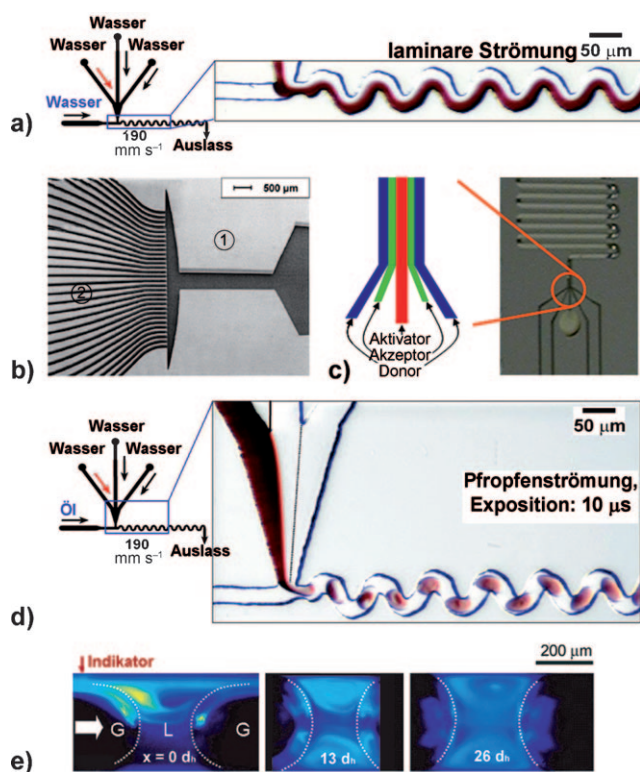 Wasser
Wasser Wasser
laminare Strömung 50 µm
Wasser
a)
Auslass
190
mm s⁻¹
500 µm
①
②
b)
Aktivator
Akzeptor
Donor
c)
Wasser
Wasser Wasser
50
µm
Pfropfenströmung,
Exposition: 10 µs
Öl
190
mm s⁻¹
Auslass
d)
Indikator
200 µm
G L G
x = 0 dₕ
13 dₕ
26 dₕ
e)